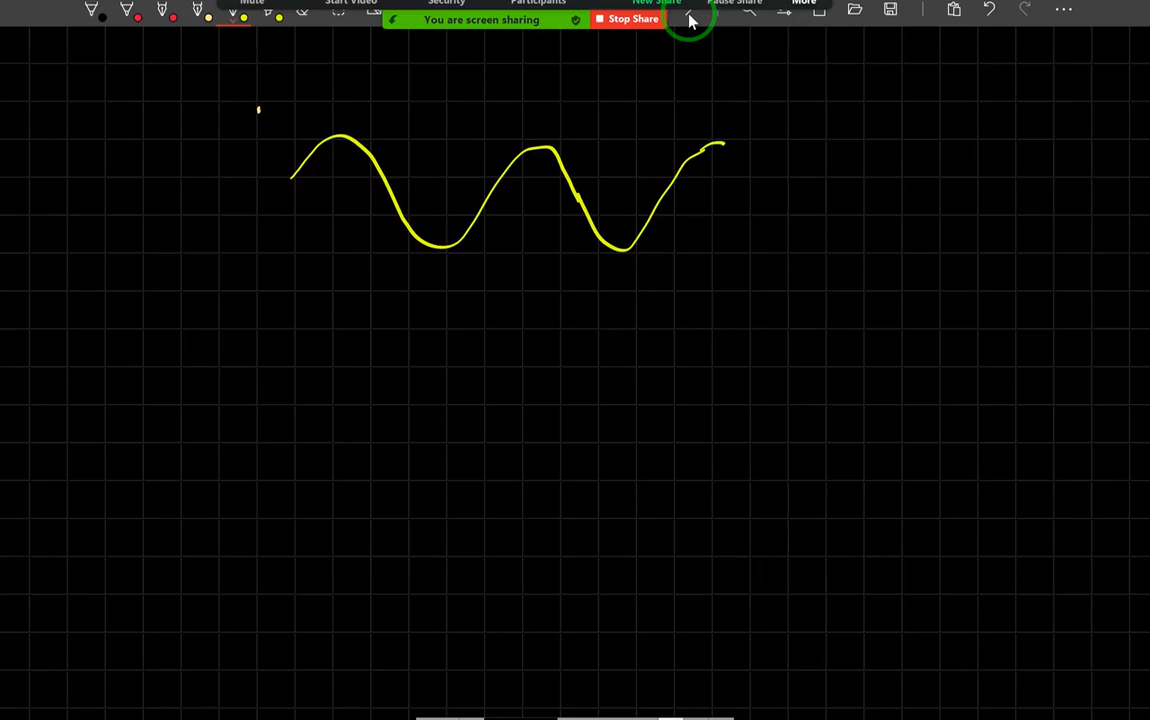 Mute Start Video Security Participants New Share Pause Share More
You are screen sharing Stop Share